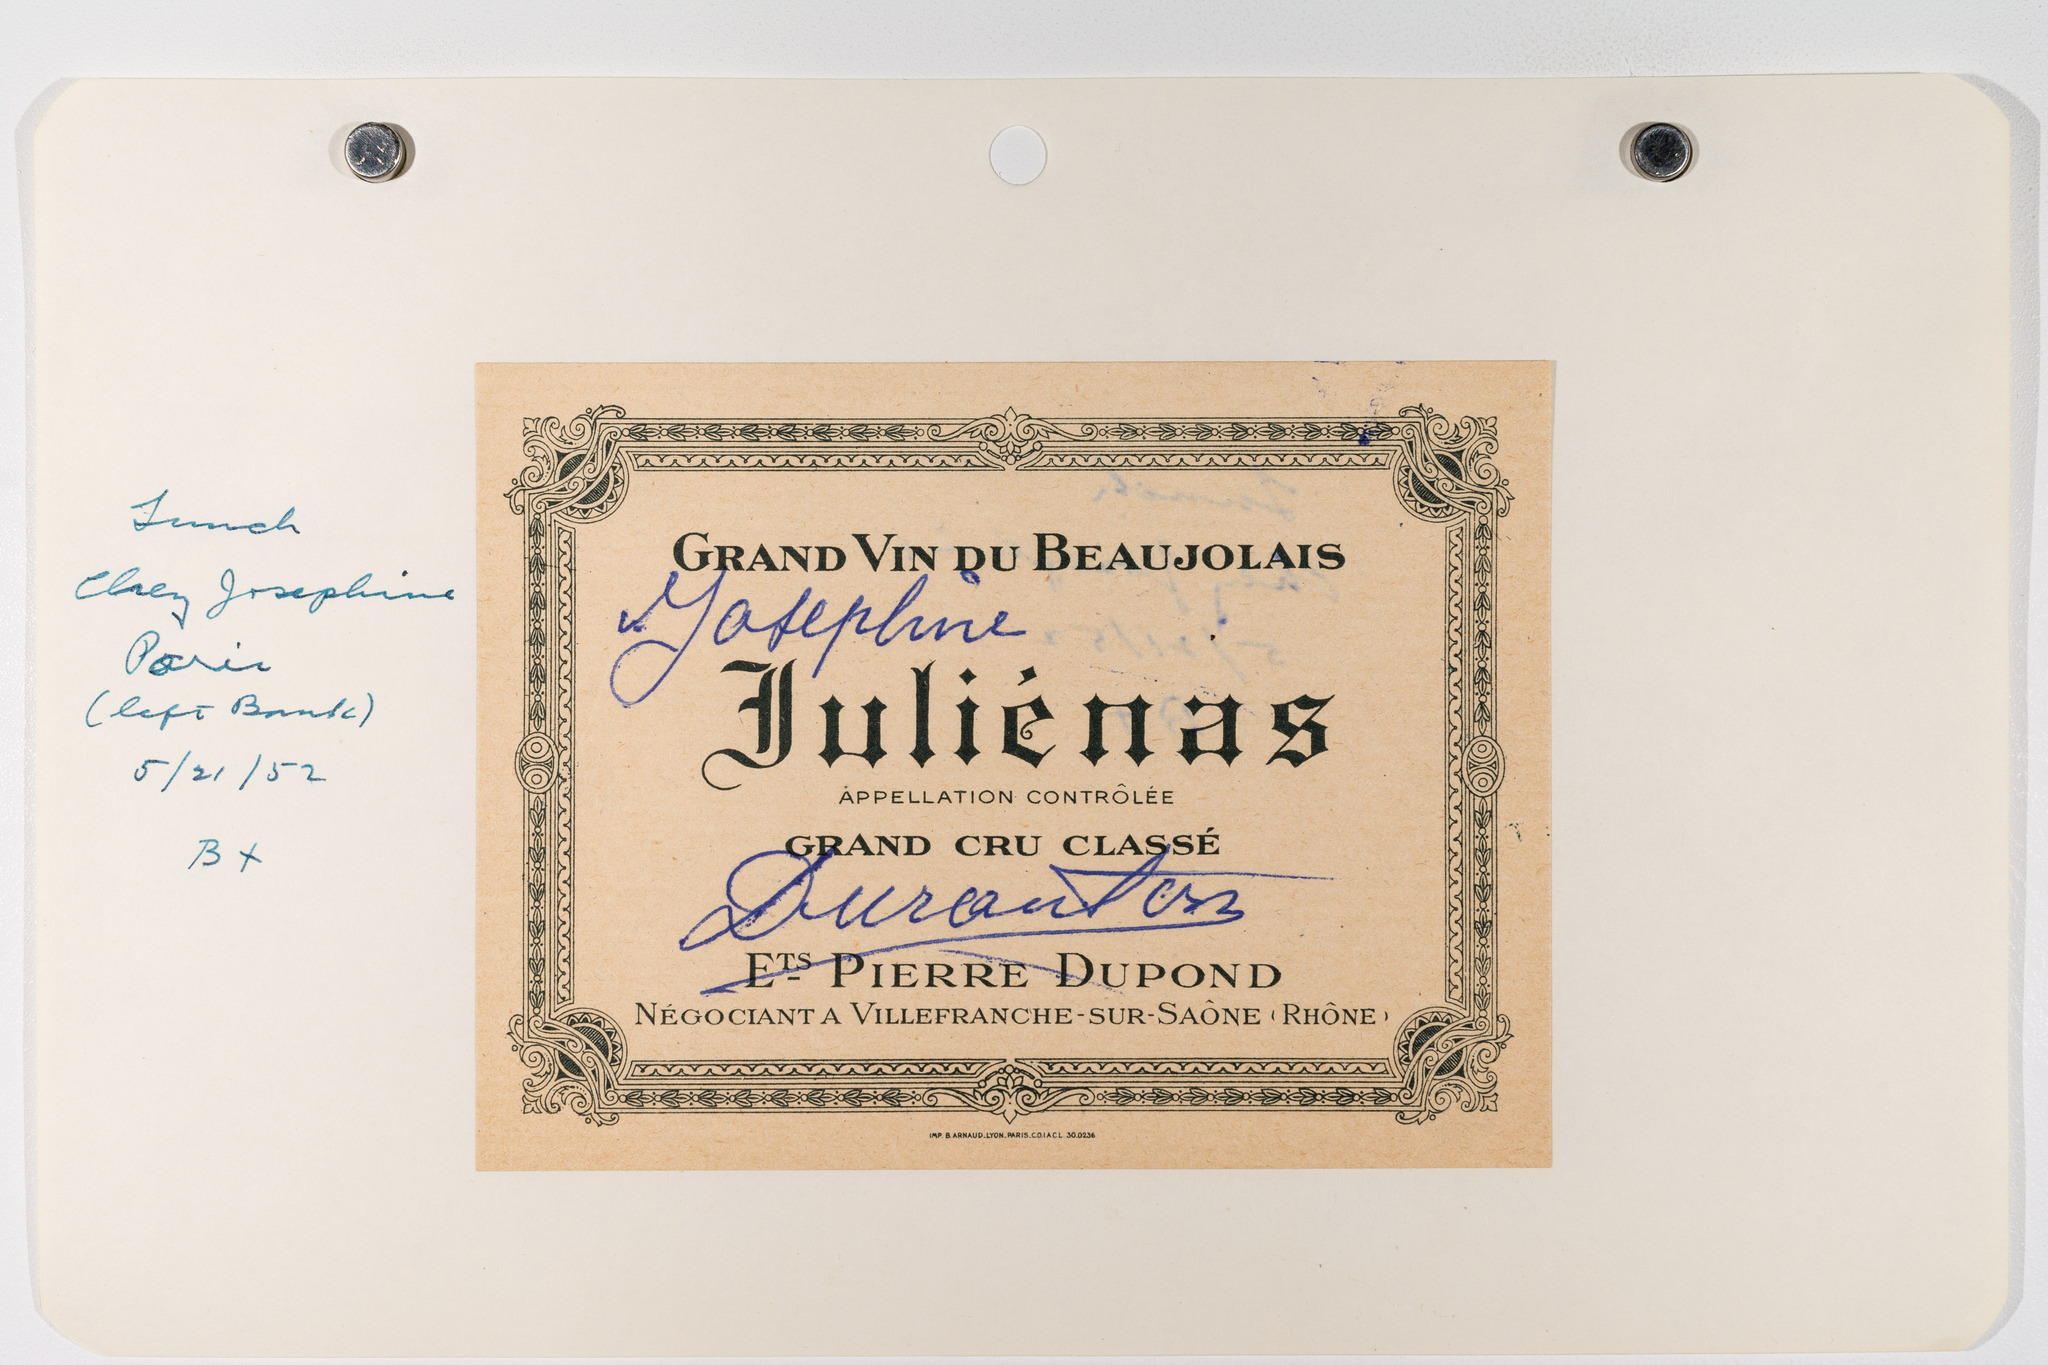 Lunch
Chez Josephine
Paris
(left Bank)
5/21/52
B+
GRAND VIN DU BEAUJOLAIS
Josephine
Juliénas
APPELLATION CONTRÔLÉE
GRAND CRU CLASSÉ
Duranton
ETS PIERRE DUPOND
NÉGOCIANT A VILLEFRANCHE-SUR-SAÔNE (RHÔNE)
IMP. B. ARNAUD. LYON. PARIS. C.O.I.A.C.L 30.0236